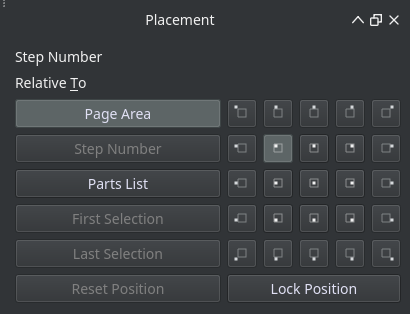 Placement
Step Number
Relative To
Page Area
Step Number
Parts List
First Selection
Last Selection
Reset Position
Lock Position